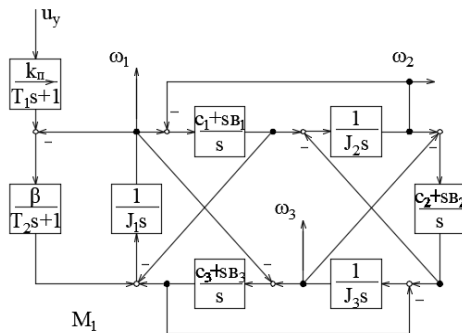 u_y
k_п
T_1s+1
ω_1
ω_2
c_1+sв_1
s
1
J_2s
β
T_2s+1
1
J_1s
c_2+sв_2
s
ω_3
c_3+sв_3
s
1
J_3s
M_1